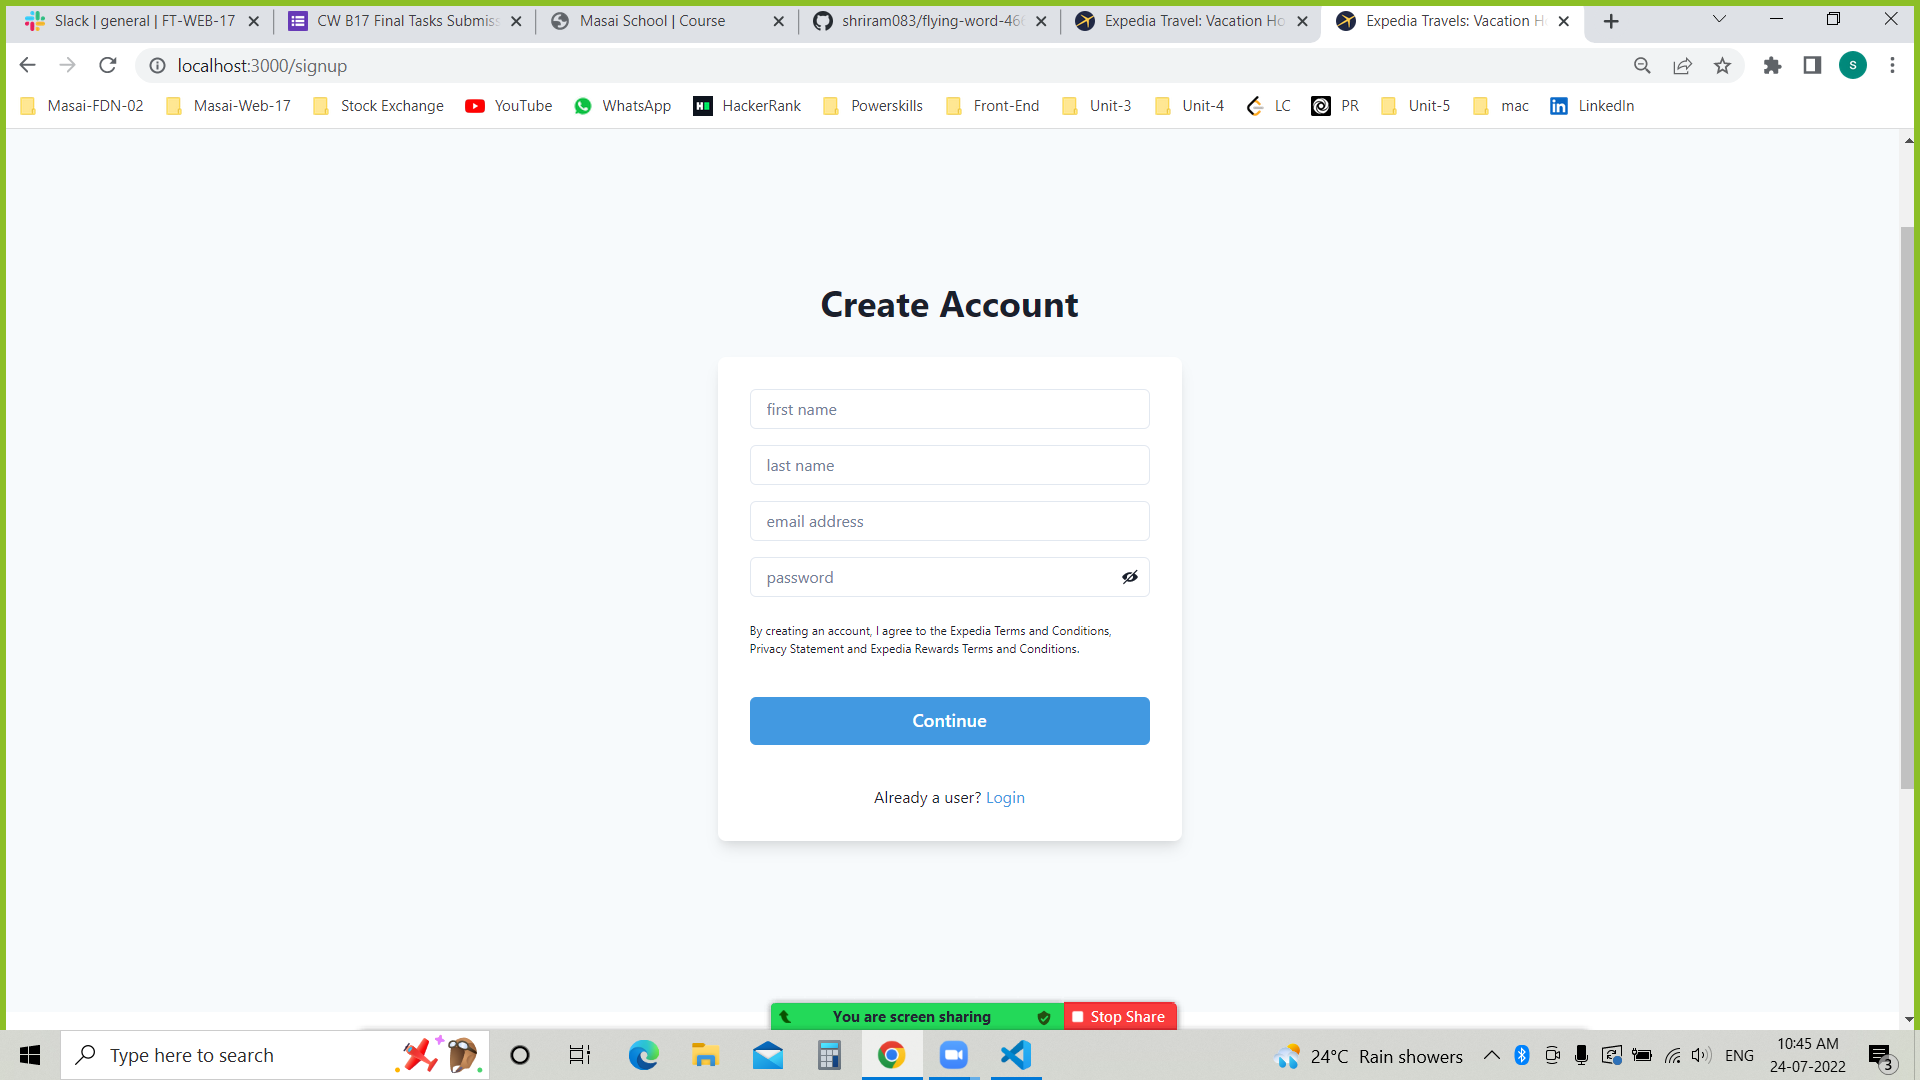 Slack | general | FT-WEB-17
CW B17 Final Tasks Submiss
Masai School | Course
shriram083/flying-word-466
Expedia Travel: Vacation Ho
Expedia Travels: Vacation H
localhost:3000/signup
S
Masai-FDN-02
Masai-Web-17
Stock Exchange
YouTube
WhatsApp
HackerRank
Powerskills
Front-End
Unit-3
Unit-4
LC
PR
Unit-5
mac
LinkedIn
Create Account
first name
last name
email address
password
By creating an account, I agree to the Expedia Terms and Conditions,
Privacy Statement and Expedia Rewards Terms and Conditions.
Continue
Already a user? Login
You are screen sharing
Stop Share
Type here to search
24°C Rain showers
ENG
10:45 AM
24-07-2022
3